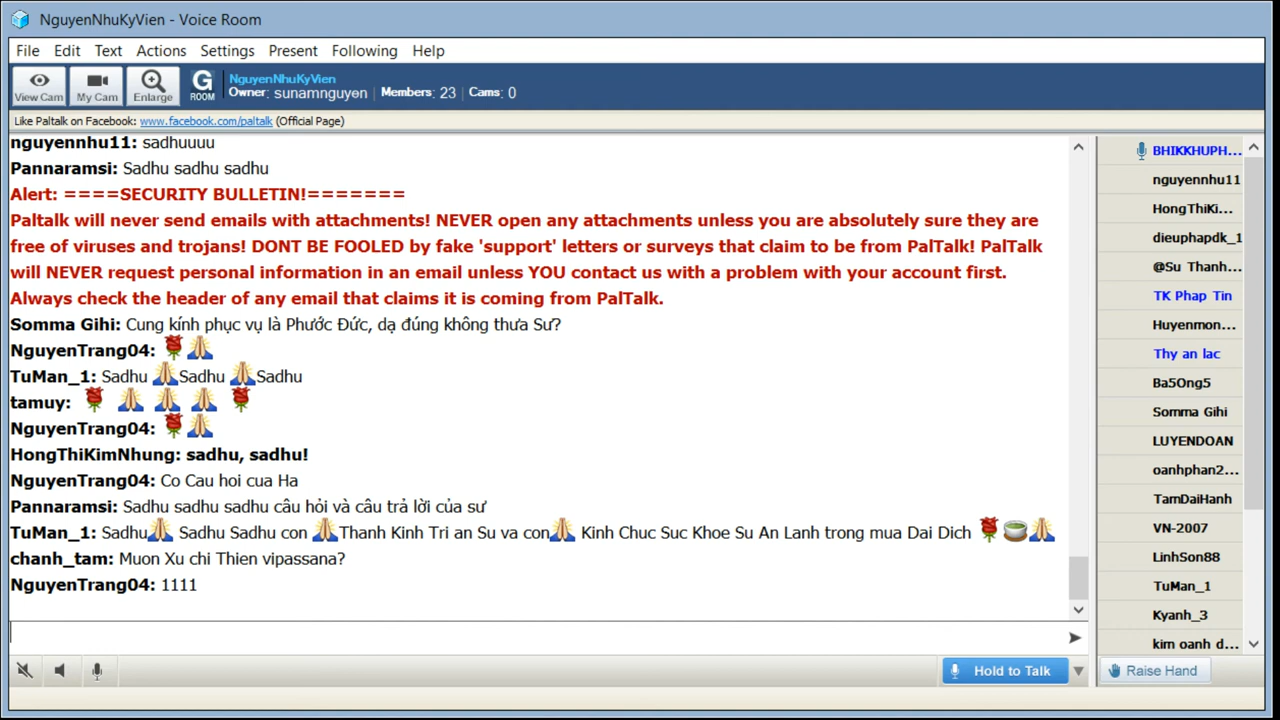 NguyenNhuKyVien - Voice Room
File Edit Text Actions Settings Present Following Help
View Cam My Cam Enlarge G ROOM NguyenNhuKyVien
Owner: sunamnguyen Members: 23 Cams: 0
Like Paltalk on Facebook: www.facebook.com/paltalk (Official Page)
nguyennhu11: sadhuuuu
Pannaramsi: Sadhu sadhu sadhu
Alert: ====SECURITY BULLETIN!=======
Paltalk will never send emails with attachments! NEVER open any attachments unless you are absolutely sure they are
free of viruses and trojans! DONT BE FOOLED by fake 'support' letters or surveys that claim to be from PalTalk! PalTalk
will NEVER request personal information in an email unless YOU contact us with a problem with your account first.
Always check the header of any email that claims it is coming from PalTalk.
Somma Gihi: Cung kính phục vụ là Phước Đức, dạ đúng không thưa Sư?
NguyenTrang04: 🌹🙏
TuMan_1: Sadhu 🙏Sadhu 🙏Sadhu
tamuy: 🌹 🙏 🙏 🙏 🌹
NguyenTrang04: 🌹🙏
HongThiKimNhung: sadhu, sadhu!
NguyenTrang04: Co Cau hoi cua Ha
Pannaramsi: Sadhu sadhu sadhu câu hỏi và câu trả lời của sư
TuMan_1: Sadhu🙏 Sadhu Sadhu con 🙏Thanh Kinh Tri an Su va con🙏 Kinh Chuc Suc Khoe Su An Lanh trong mua Dai Dich 🌹🍵🙏
chanh_tam: Muon Xu chi Thien vipassana?
NguyenTrang04: 1111
BHIKKHUPH...
nguyennhu11
HongThiKi...
dieuphapdk_1
@Su Thanh...
TK Phap Tin
Huyenmon...
Thy an lac
Ba5Ong5
Somma Gihi
LUYENDOAN
oanhphan2...
TamDaiHanh
VN-2007
LinhSon88
TuMan_1
Kyanh_3
kim oanh d...
Hold to Talk
Raise Hand